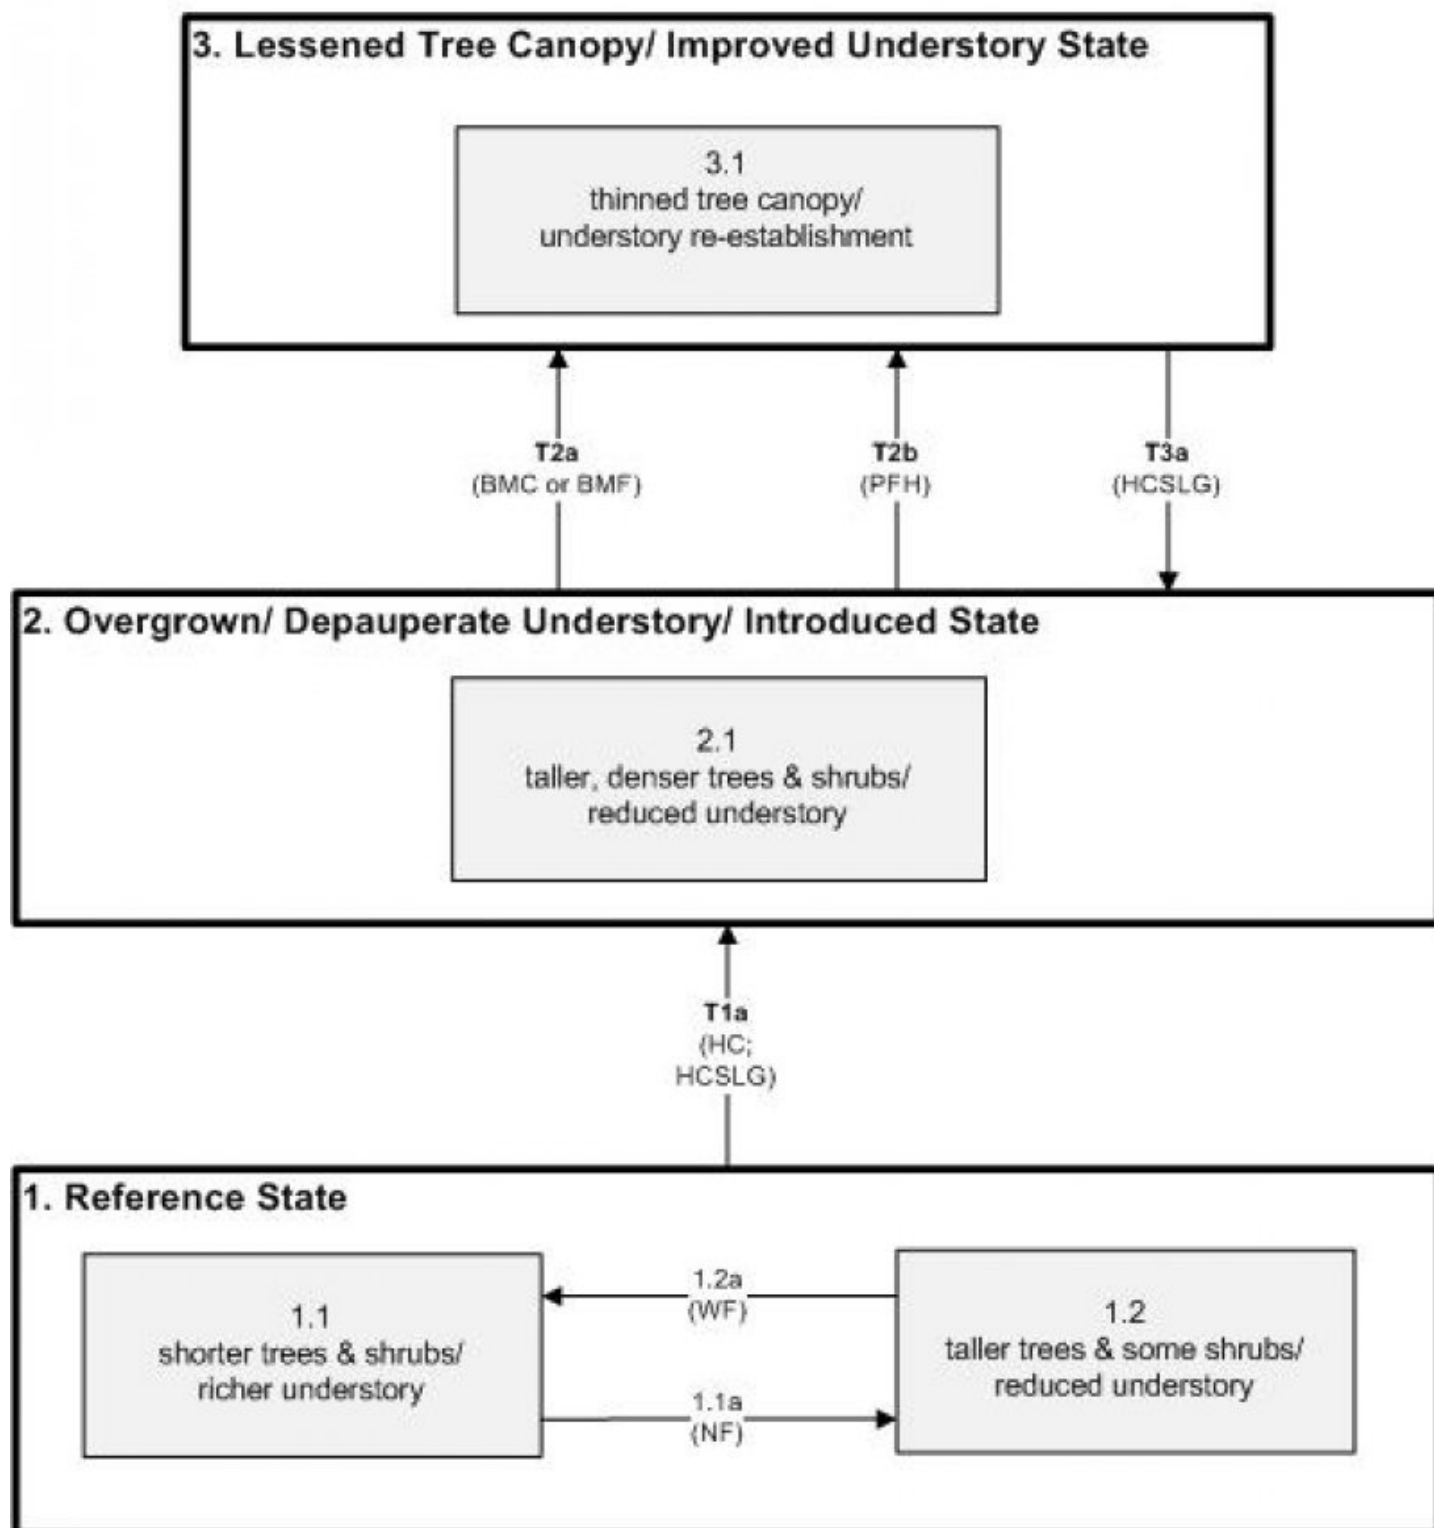 3. Lessened Tree Canopy/ Improved Understory State
3.1
thinned tree canopy/
understory re-establishment
T2a
(BMC or BMF)
T2b
(PFH)
T3a
(HCSLG)
2. Overgrown/ Depauperate Understory/ Introduced State
2.1
taller, denser trees & shrubs/
reduced understory
T1a
(HC;
HCSLG)
1. Reference State
1.1
shorter trees & shrubs/
richer understory
1.2a
(WF)
1.1a
(NF)
1.2
taller trees & some shrubs/
reduced understory